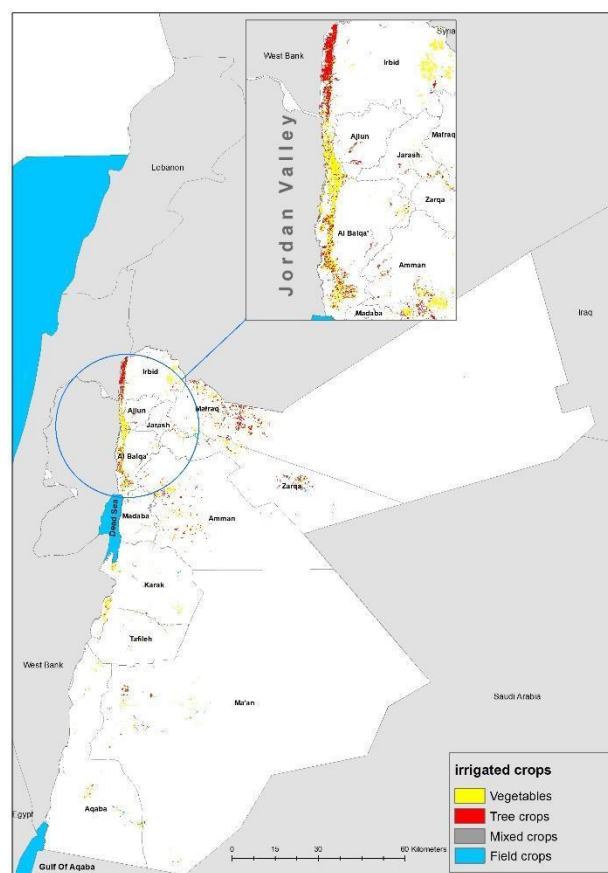 Syria
West Bank
Irbid
Jordan Valley
Ajlun
Mafraq
Jarash
Zarqa
Al Balqa'
Amman
Madaba
Lebanon
Iraq
Irbid
Ajlun
Mafraq
Jarash
Al Balqa'
Zarqa
Dead Sea
Madaba
Amman
Karak
Tafileh
West Bank
Ma'an
Saudi Arabia
Aqaba
Egypt
Gulf Of Aqaba
0 15 30 60 Kilometers
irrigated crops
Vegetables
Tree crops
Mixed crops
Field crops